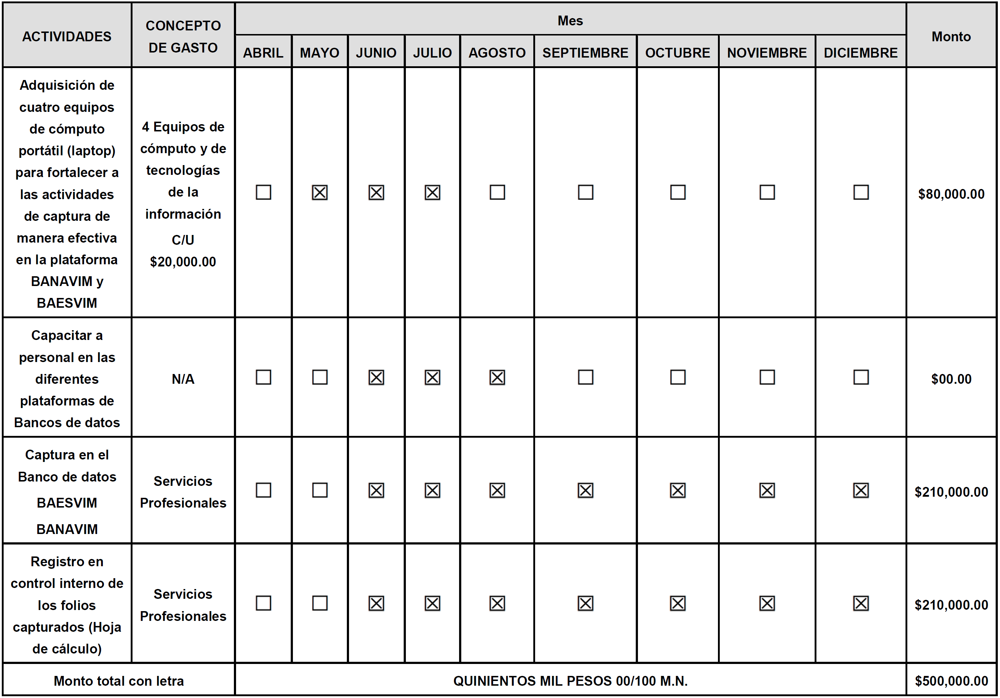 ACTIVIDADES
CONCEPTO
DE GASTO
Mes
Monto
ABRIL
MAYO
JUNIO
JULIO
AGOSTO
SEPTIEMBRE
OCTUBRE
NOVIEMBRE
DICIEMBRE
Adquisición de
cuatro equipos
de cómputo
portátil (laptop)
para fortalecer a
las actividades
de captura de
manera efectiva
en la plataforma
BANAVIM y
BAESVIM
4 Equipos de
cómputo y de
tecnologías
de la
información
C/U
$20,000.00
☐
☒
☒
☒
☐
☐
☐
☐
☐
$80,000.00
Capacitar a
personal en las
diferentes
plataformas de
Bancos de datos
N/A
☐
☐
☒
☒
☒
☐
☐
☐
☐
$00.00
Captura en el
Banco de datos
BAESVIM
BANAVIM
Servicios
Profesionales
☐
☐
☒
☒
☒
☒
☒
☒
☒
$210,000.00
Registro en
control interno de
los folios
capturados (Hoja
de cálculo)
Servicios
Profesionales
☐
☐
☒
☒
☒
☒
☒
☒
☒
$210,000.00
Monto total con letra
QUINIENTOS MIL PESOS 00/100 M.N.
$500,000.00